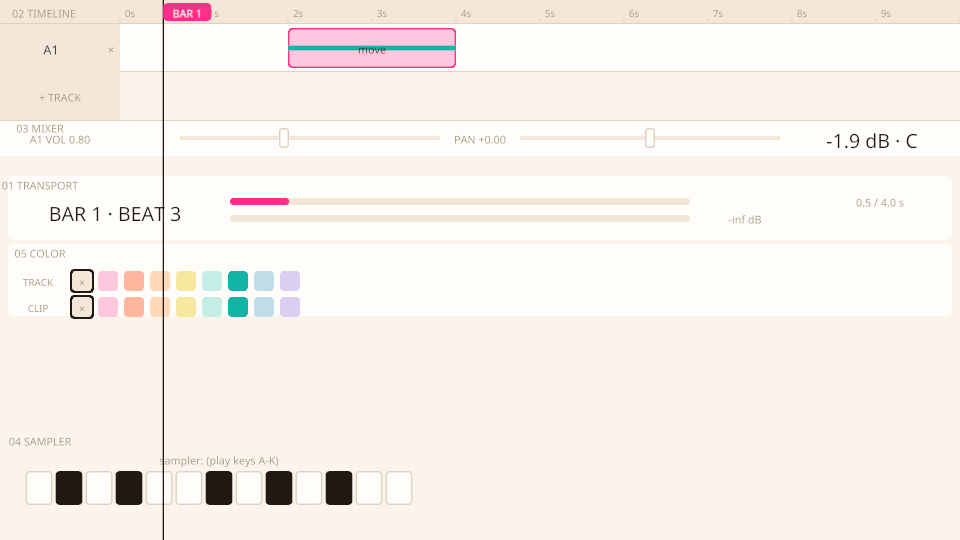 02 TIMELINE 0s BAR 1 s 2s 3s 4s 5s 6s 7s 8s 9s
A1 × move
+ TRACK
03 MIXER
A1 VOL 0.80 PAN +0.00 -1.9 dB · C
01 TRANSPORT
BAR 1 · BEAT 3 0.5 / 4.0 s
-inf dB
05 COLOR
TRACK ×
CLIP ×
04 SAMPLER
sampler: (play keys A-K)